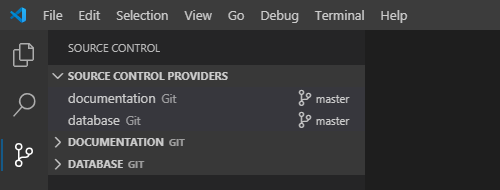 File Edit Selection View Go Debug Terminal Help
SOURCE CONTROL
SOURCE CONTROL PROVIDERS
documentation Git master
database Git master
DOCUMENTATION GIT
DATABASE GIT